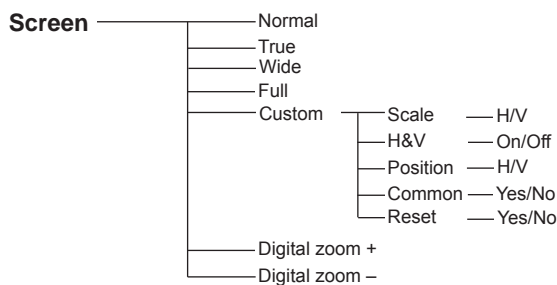 Screen Normal
True
Wide
Full
Custom Scale H/V
H&V On/Off
Position H/V
Common Yes/No
Reset Yes/No
Digital zoom +
Digital zoom –